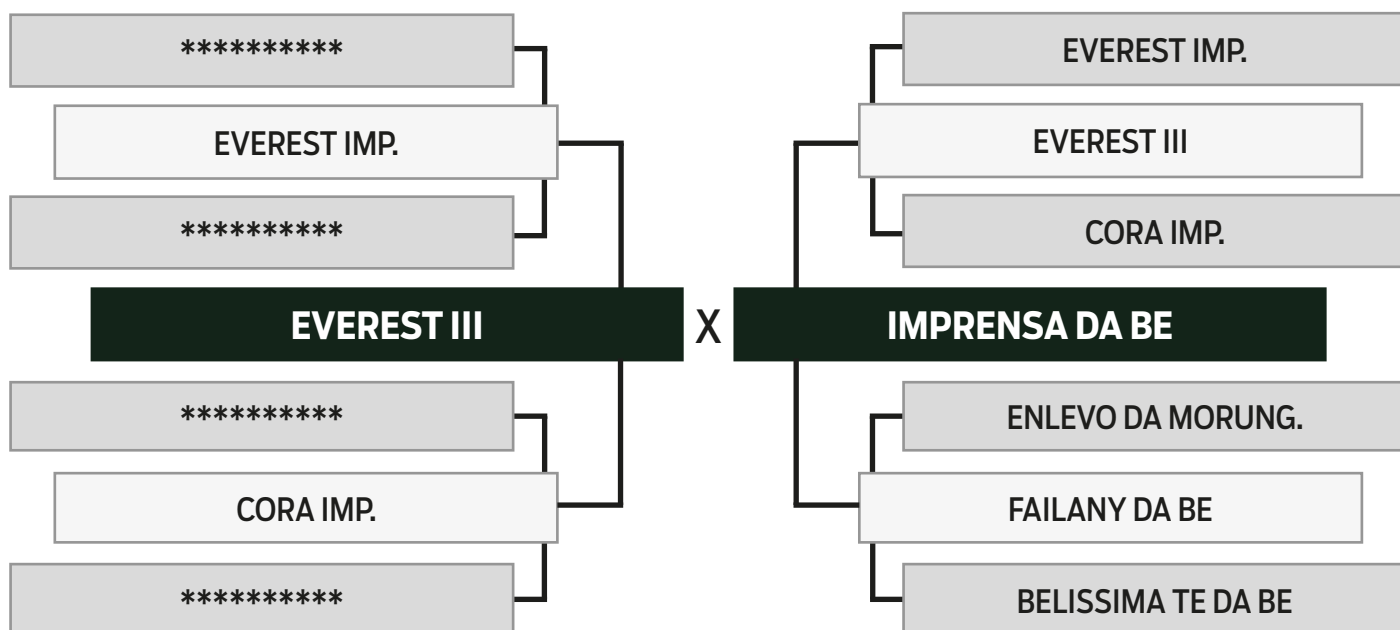 **********
EVEREST IMP.
**********
EVEREST III
**********
CORA IMP.
**********
X
EVEREST IMP.
EVEREST III
CORA IMP.
IMPRENSA DA BE
ENLEVO DA MORUNG.
FAILANY DA BE
BELISSIMA TE DA BE